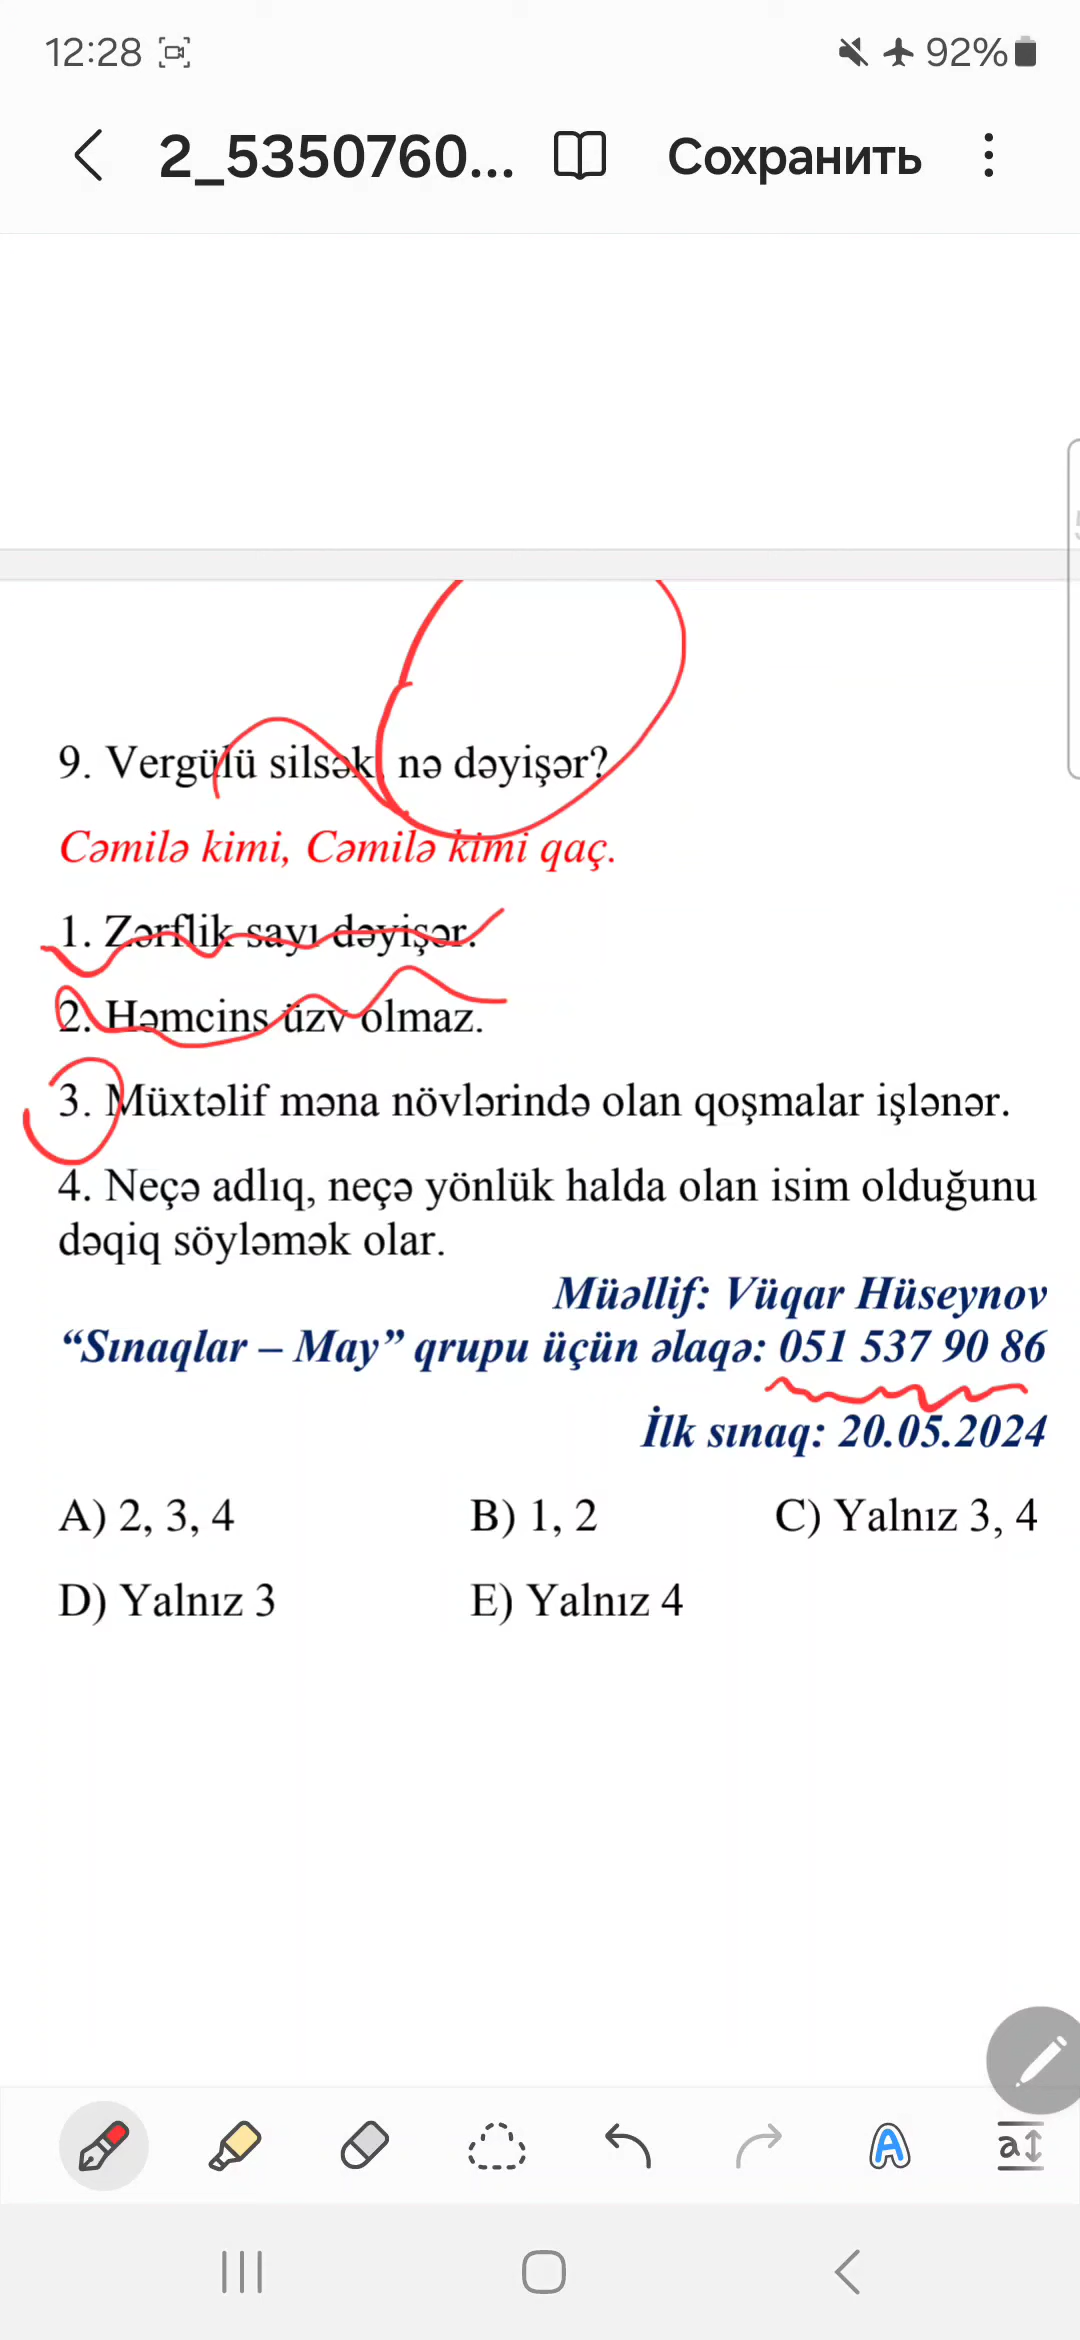 12:28 92%
2_5350760... Сохранить
9. Vergülü silsək, nə dəyişər?
Cəmilə kimi, Cəmilə kimi qaç.
1. Zərflik sayı dəyişər.
2. Həmcins üzv olmaz.
3. Müxtəlif məna növlərində olan qoşmalar işlənər.
4. Neçə adlıq, neçə yönlük halda olan isim olduğunu
dəqiq söyləmək olar.
Müəllif: Vüqar Hüseynov
“Sınaqlar – May” qrupu üçün əlaqə: 051 537 90 86
İlk sınaq: 20.05.2024
A) 2, 3, 4 B) 1, 2 C) Yalnız 3, 4
D) Yalnız 3 E) Yalnız 4